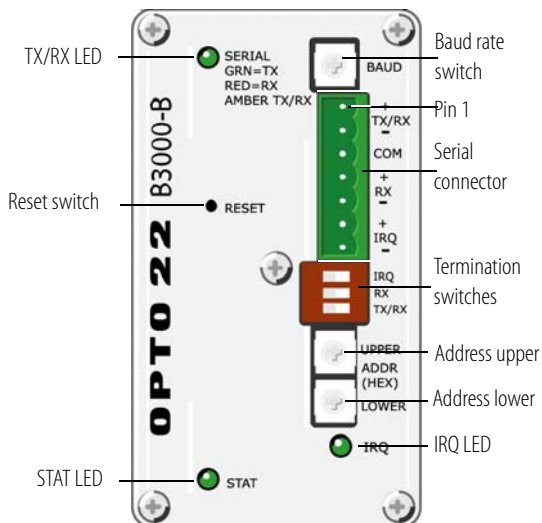 TX/RX LED
SERIAL
GRN=TX
RED=RX
AMBER TX/RX
BAUD
Baud rate
switch
+
TX/RX
-
Pin 1
COM
+
RX
-
Serial
connector
+
IRQ
-
B3000-B
OPTO 22
Reset switch
RESET
IRQ
RX
TX/RX
Termination
switches
UPPER
ADDR
(HEX)
LOWER
Address upper
Address lower
IRQ
IRQ LED
STAT LED
STAT